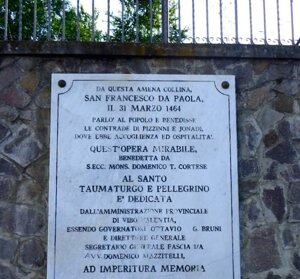 DA QUESTA AMENA COLLINA,
SAN FRANCESCO DA PAOLA,
IL 31 MARZO 1464
PARLO' AL POPOLO E BENEDISSE
LE CONTRADE DI PIZZINNI E JONADI,
DOVE EBBE ACCOGLIENZA ED OSPITALITA'.
QUEST'OPERA MIRABILE,
BENEDETTA DA
S.ECC. MONS. DOMENICO T. CORTESE
AL SANTO
TAUMATURGO E PELLEGRINO
E' DEDICATA
DALL'AMMINISTRAZIONE PROVINCIALE
DI VIBO VALENTIA,
ESSENDO GOVERNATORI OTTAVIO G. BRUNI
E DIRETTORE GENERALE
SEGRETARIO GENERALE FASCIA I/A
AVV. DOMENICO MAZZITELLI,
AD IMPERITURA MEMORIA